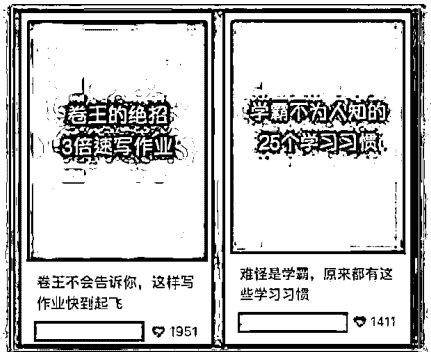 卷王的绝招
3倍速写作业
卷王不会告诉你，这样写
作业快到起飞
1951
学霸不为人知的
25个学习习惯
难怪是学霸，原来都有这
些学习习惯
1411